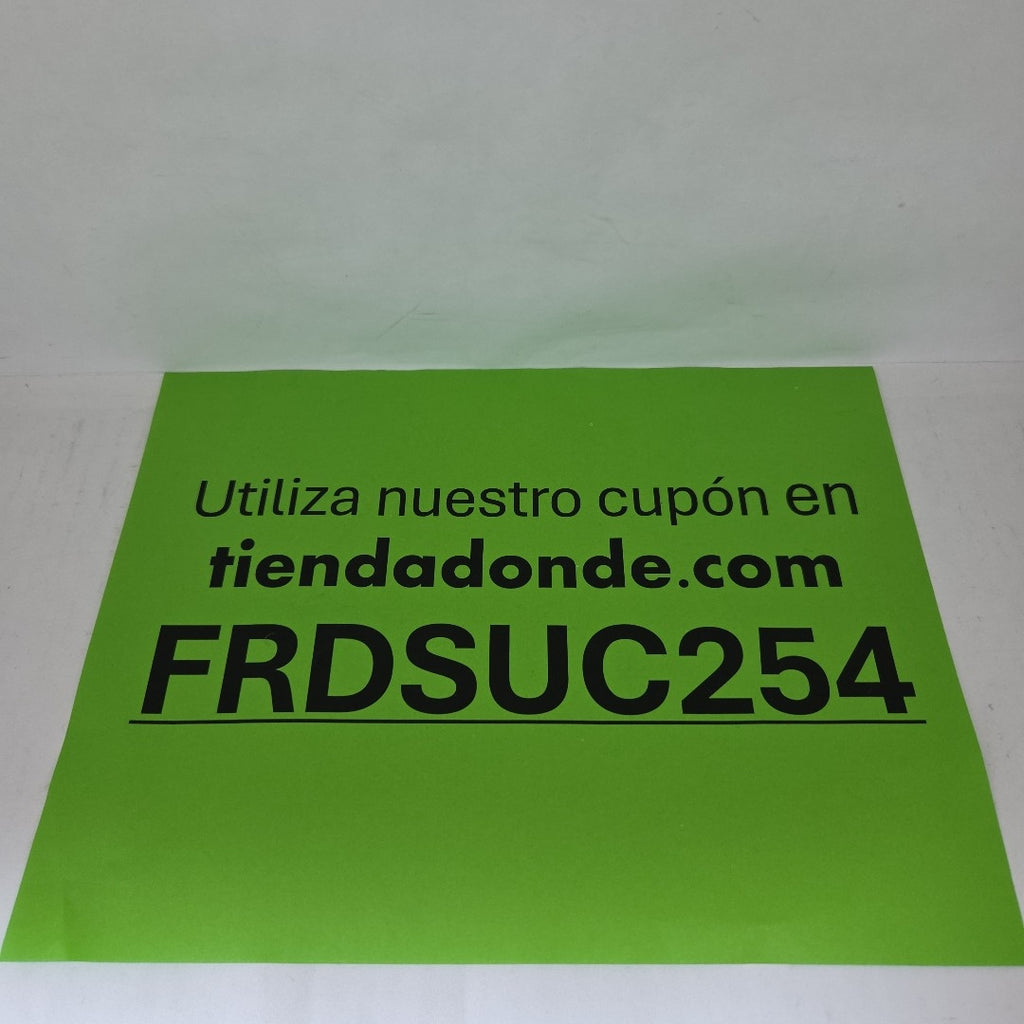 Utiliza nuestro cupón en
tiendadonde.com
FRDSUC254